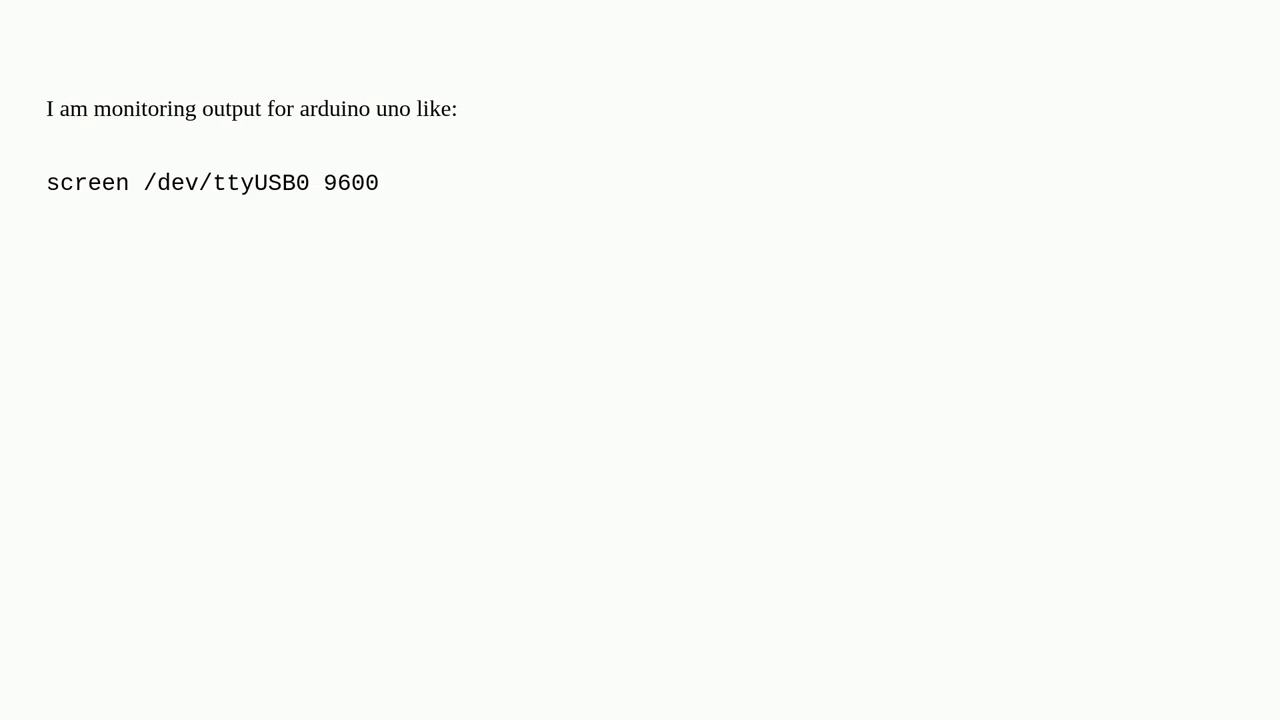 I am monitoring output for arduino uno like:
screen /dev/ttyUSB0 9600